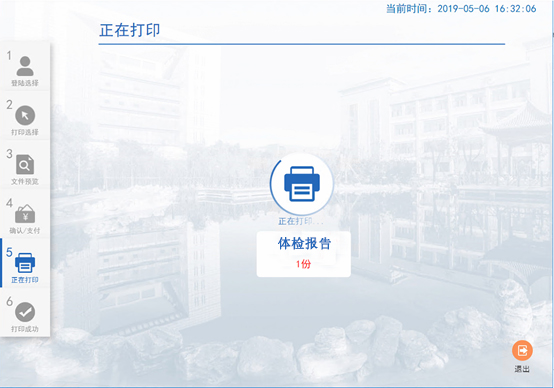 当前时间：2019-05-06 16:32:06
正在打印
1
登陆选择
2
打印选择
3
文件预览
4
确认/支付
5
正在打印
6
打印成功
正在打印...
体检报告
1份
退出